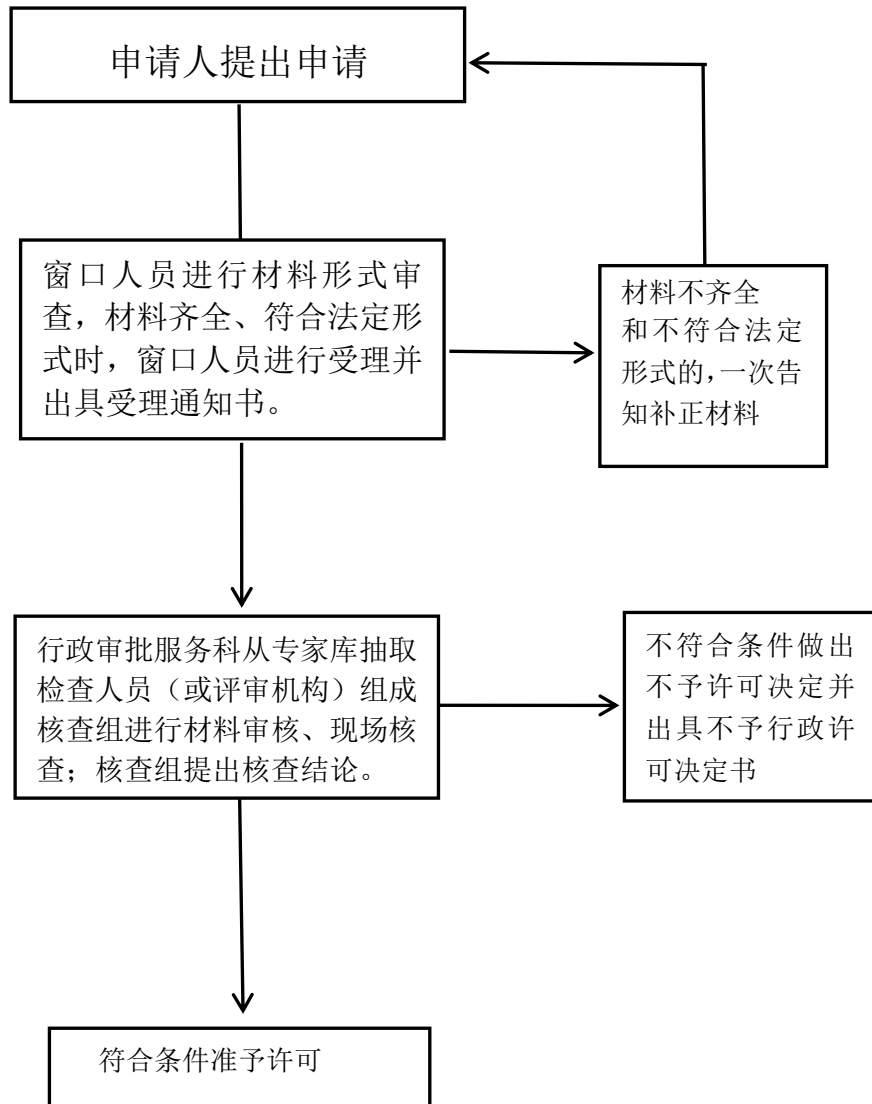 申请人提出申请
窗口人员进行材料形式审
查，材料齐全、符合法定形
式时，窗口人员进行受理并
出具受理通知书。
材料不齐全
和不符合法定
形式的，一次告
知补正材料
行政审批服务科从专家库抽取
检查人员（或评审机构）组成
核查组进行材料审核、现场核
查；核查组提出核查结论。
不符合条件做出
不予许可决定并
出具不予行政许
可决定书
符合条件准予许可